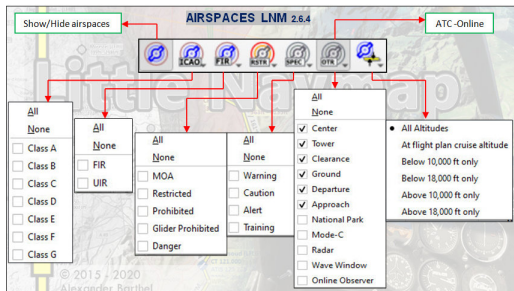 AIRSPACES LNM 2.6.4
Show/Hide airspaces
ATC -Online
ICAO
FIR
RSTR
SPEC
OTR
Little Navmap
All
None
Class A
Class B
Class C
Class D
Class E
Class F
Class G
All
None
FIR
UIR
All
None
MOA
Restricted
Prohibited
Glider Prohibited
Danger
All
None
Warning
Caution
Alert
Training
All
None
Center
Tower
Clearance
Ground
Departure
Approach
National Park
Mode-C
Radar
Wave Window
Online Observer
All Altitudes
At flight plan cruise altitude
Below 10,000 ft only
Below 18,000 ft only
Above 10,000 ft only
Above 18,000 ft only
© 2015 - 2020
Alexander Barthel